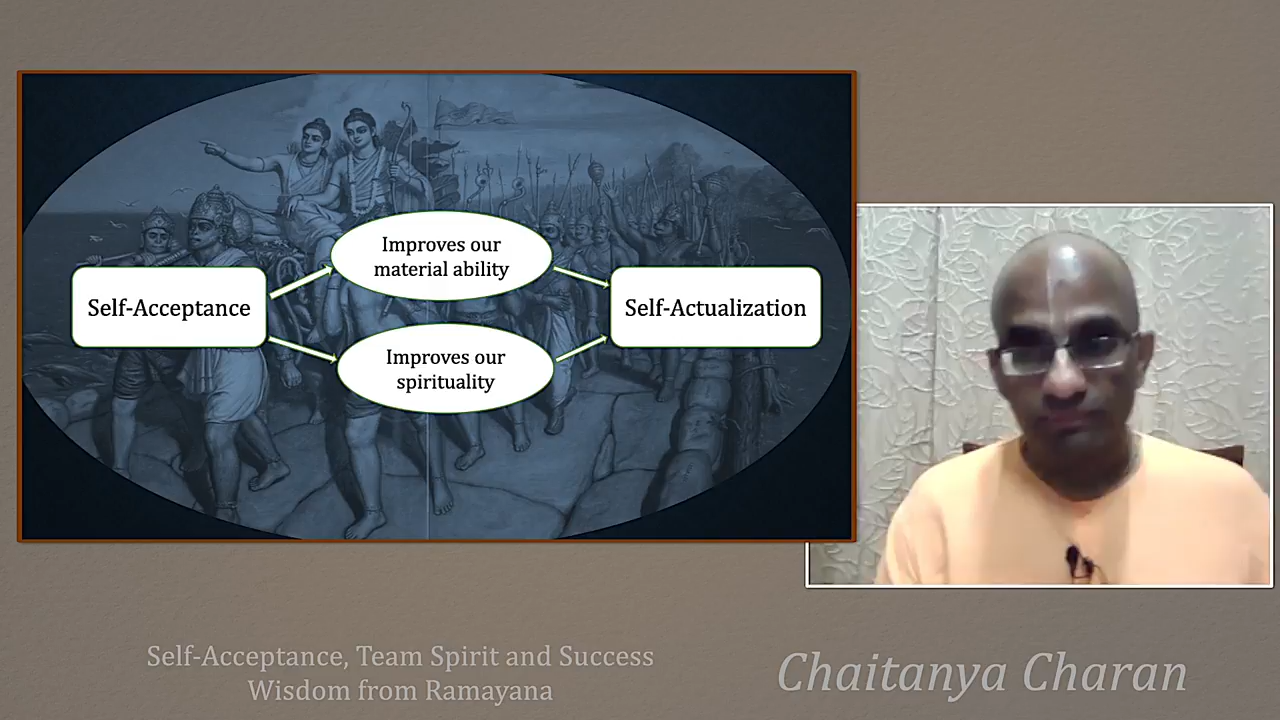 Self-Acceptance
Improves our
material ability
Improves our
spirituality
Self-Actualization
Self-Acceptance, Team Spirit and Success
Wisdom from Ramayana
Chaitanya Charan